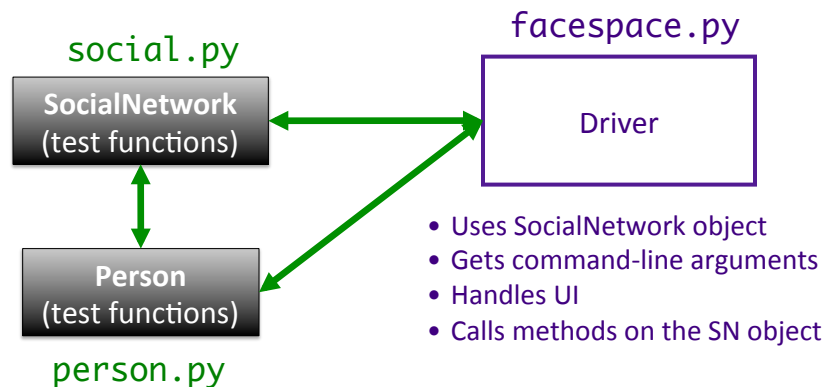 social.py
SocialNetwork
(test functions)
Person
(test functions)
person.py
facespace.py
Driver
• Uses SocialNetwork object
• Gets command-line arguments
• Handles UI
• Calls methods on the SN object